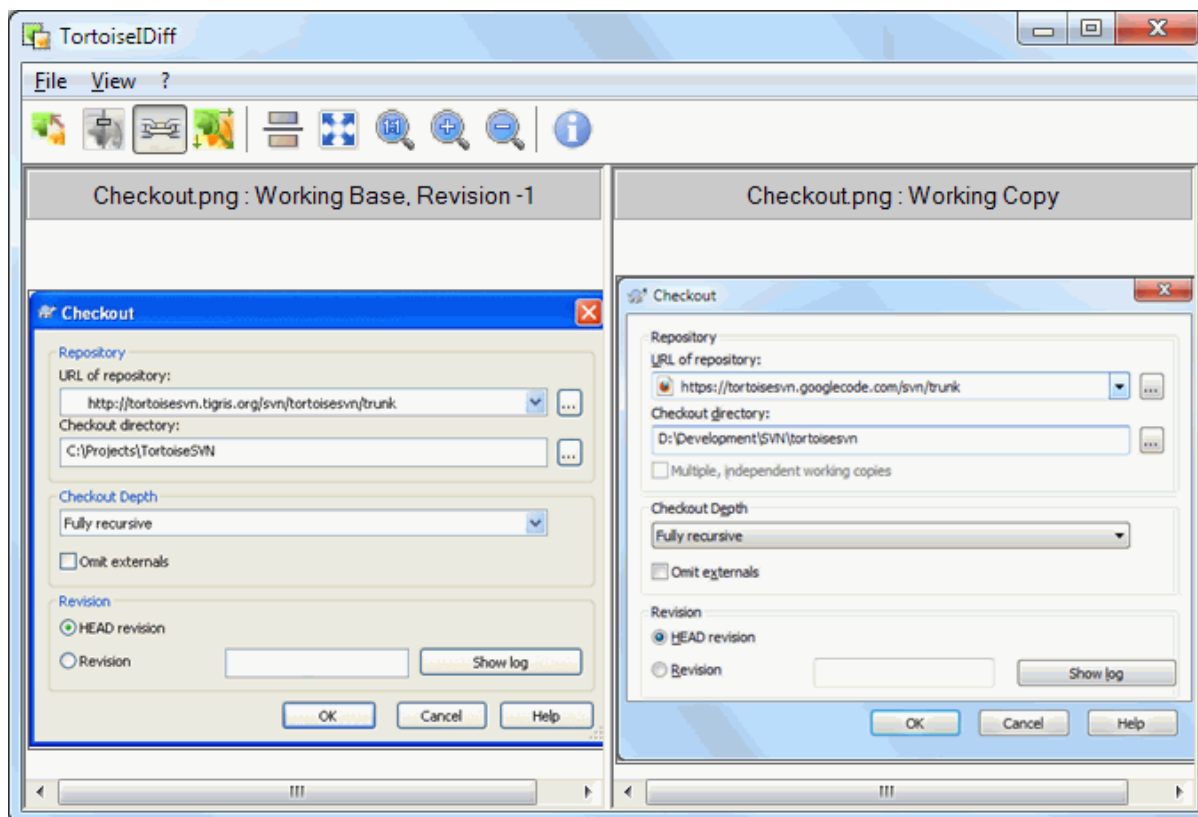 TortoiseIDiff
File View ?
1:1
Checkout.png : Working Base, Revision -1
Checkout
Repository
URL of repository:
http://tortoisesvn.tigris.org/svn/tortoisesvn/trunk
...
Checkout directory:
C:\Projects\TortoiseSVN
...
Checkout Depth
Fully recursive
Omit externals
Revision
HEAD revision
Revision
Show log
OK Cancel Help
Checkout.png : Working Copy
Checkout
Repository
URL of repository:
https://tortoisesvn.googlecode.com/svn/trunk
...
Checkout directory:
D:\Development\SVN\tortoisesvn
...
Multiple, independent working copies
Checkout Depth
Fully recursive
Omit externals
Revision
HEAD revision
Revision
Show log
OK Cancel Help